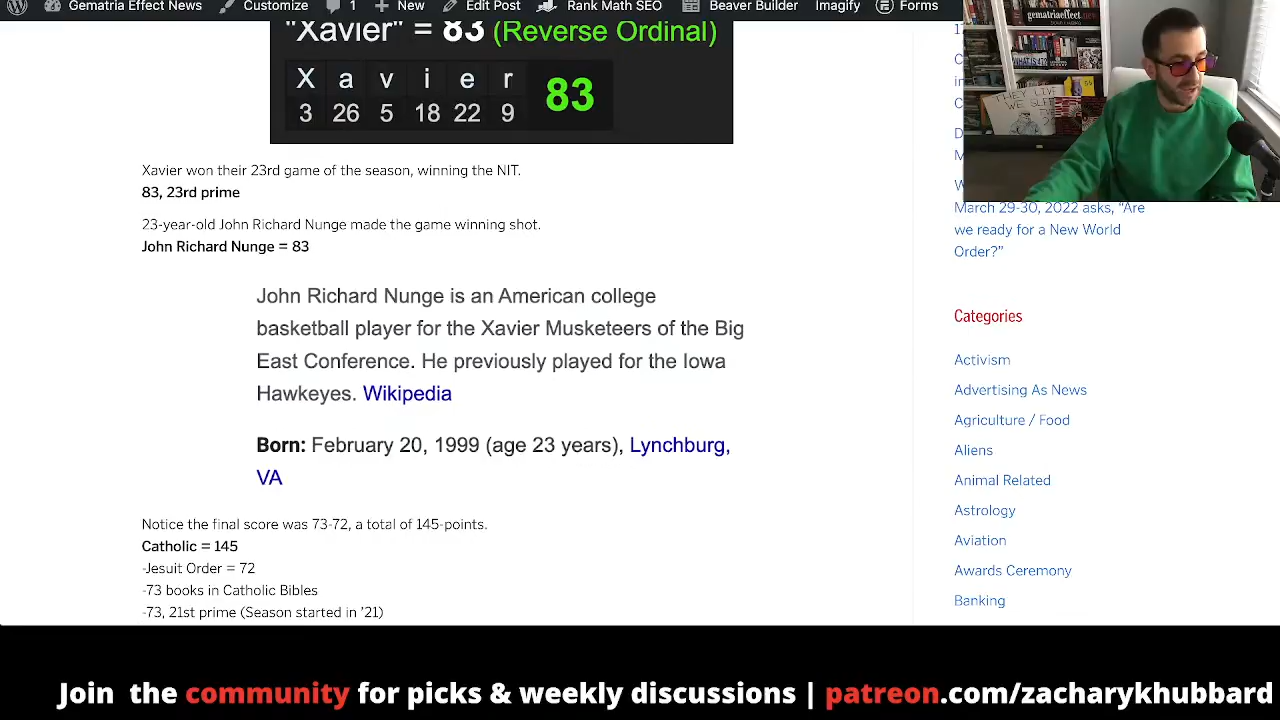 Gematria Effect News Customize 1 New Edit Post Rank Math SEO Beaver Builder Imagify Forms
"Xavier" = 83 (Reverse Ordinal)
X a v i e r
3 26 5 18 22 9 83
Xavier won their 23rd game of the season, winning the NIT.
83, 23rd prime
23-year-old John Richard Nunge made the game winning shot.
John Richard Nunge = 83
John Richard Nunge is an American college
basketball player for the Xavier Musketeers of the Big
East Conference. He previously played for the Iowa
Hawkeyes. Wikipedia
Born: February 20, 1999 (age 23 years), Lynchburg,
VA
Notice the final score was 73-72, a total of 145-points.
Catholic = 145
-Jesuit Order = 72
-73 books in Catholic Bibles
-73, 21st prime (Season started in '21)
gematriaeffect.news
THEY LIVE
WE SLEEP
March 29-30, 2022 asks, "Are
we ready for a New World
Order?"
Categories
Activism
Advertising As News
Agriculture / Food
Aliens
Animal Related
Astrology
Aviation
Awards Ceremony
Banking
Join the community for picks & weekly discussions | patreon.com/zacharykhubbard